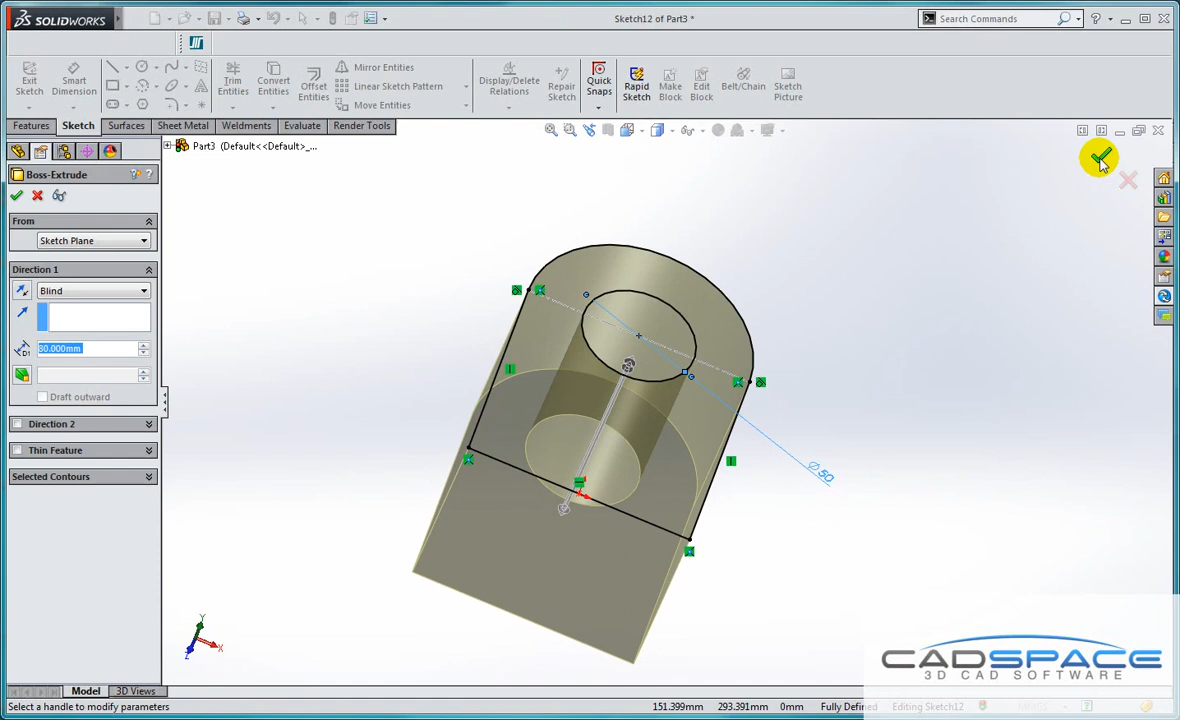 SOLIDWORKS
Sketch12 of Part3 *
Search Commands
Exit Sketch
Smart Dimension
Trim Entities
Convert Entities
Offset Entities
Mirror Entities
Linear Sketch Pattern
Move Entities
Display/Delete Relations
Repair Sketch
Quick Snaps
Rapid Sketch
Make Block
Edit Block
Belt/Chain
Sketch Picture
Features
Sketch
Surfaces
Sheet Metal
Weldments
Evaluate
Render Tools
Part3 (Default<<Default>_...
Boss-Extrude
From
Sketch Plane
Direction 1
Blind
80.000mm
Draft outward
Direction 2
Thin Feature
Selected Contours
Ø50
Y
X
Z
CADSPACE
3D CAD SOFTWARE
Model
3D Views
Select a handle to modify parameters
151.399mm
293.391mm
0mm
Fully Defined
Editing Sketch12